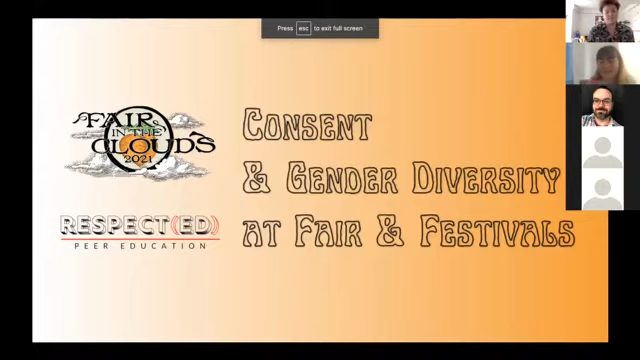 Press esc to exit full screen
FAIR
IN THE
CLOUDS
2021
RESPECT(ED)
PEER EDUCATION
CONSENT
& GENDER DIVERSITY
AT FAIR & FESTIVALS